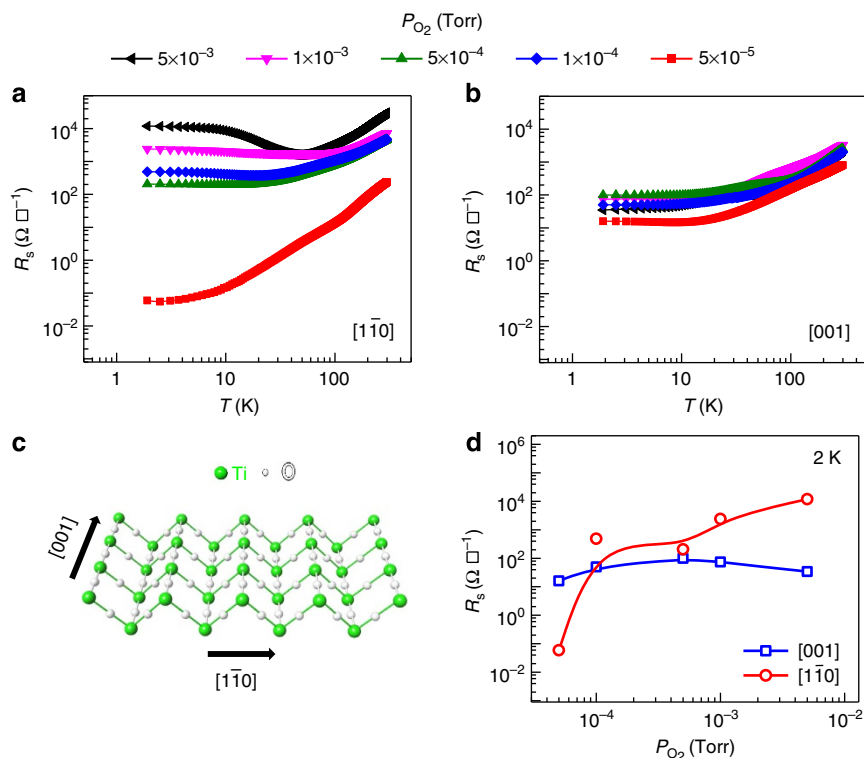 P_O₂ (Torr)
5×10⁻³ 1×10⁻³ 5×10⁻⁴ 1×10⁻⁴ 5×10⁻⁵
a
10⁴
10²
10⁰
10⁻²
R_s (Ω □⁻¹)
[11̄0]
1 10 100
T (K)
b
10⁴
10²
10⁰
10⁻²
R_s (Ω □⁻¹)
[001]
1 10 100
T (K)
c
Ti O
[001]
[11̄0]
d
10⁶
10⁴
10²
10⁰
10⁻²
R_s (Ω □⁻¹)
2 K
[001]
[11̄0]
10⁻⁴ 10⁻³ 10⁻²
P_O₂ (Torr)